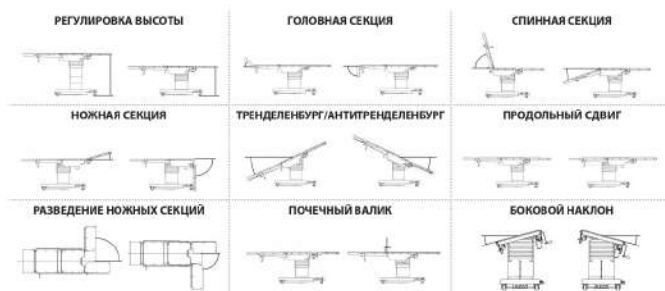 РЕГУЛИРОВКА ВЫСОТЫ
ГОЛОВНАЯ СЕКЦИЯ
СПИННАЯ СЕКЦИЯ
НОЖНАЯ СЕКЦИЯ
ТРЕНДЕЛЕНБУРГ/АНТИТРЕНДЕЛЕНБУРГ
ПРОДОЛЬНЫЙ СДВИГ
РАЗВЕДЕНИЕ НОЖНЫХ СЕКЦИЙ
ПОЧЕЧНЫЙ ВАЛИК
БОКОВОЙ НАКЛОН